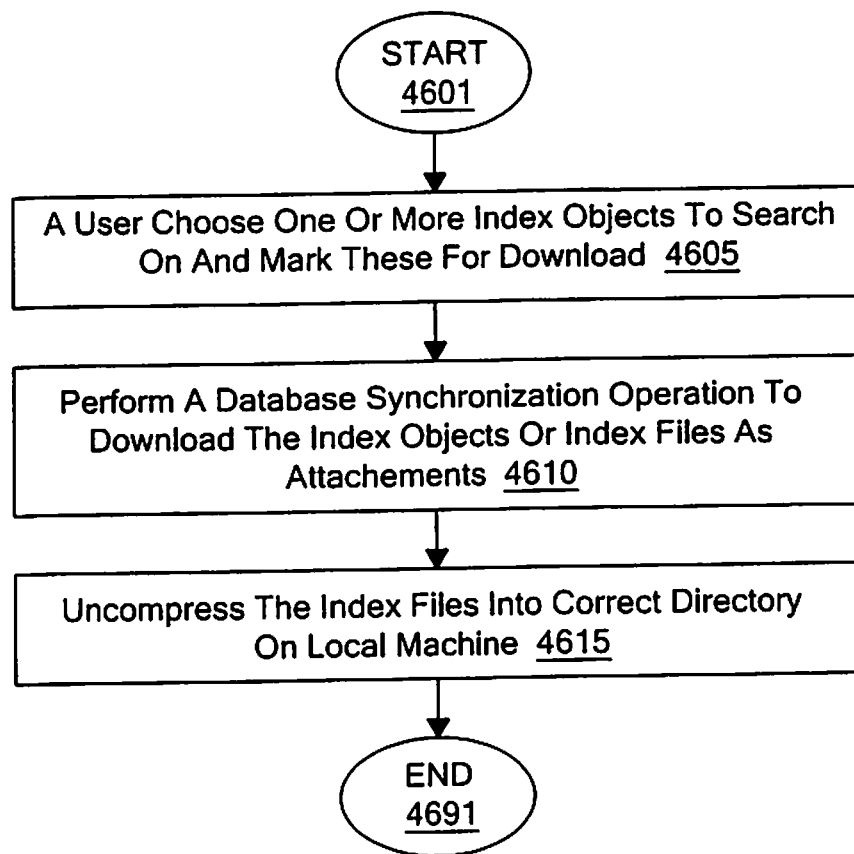 START
4601
A User Choose One Or More Index Objects To Search
On And Mark These For Download 4605
Perform A Database Synchronization Operation To
Download The Index Objects Or Index Files As
Attachements 4610
Uncompress The Index Files Into Correct Directory
On Local Machine 4615
END
4691